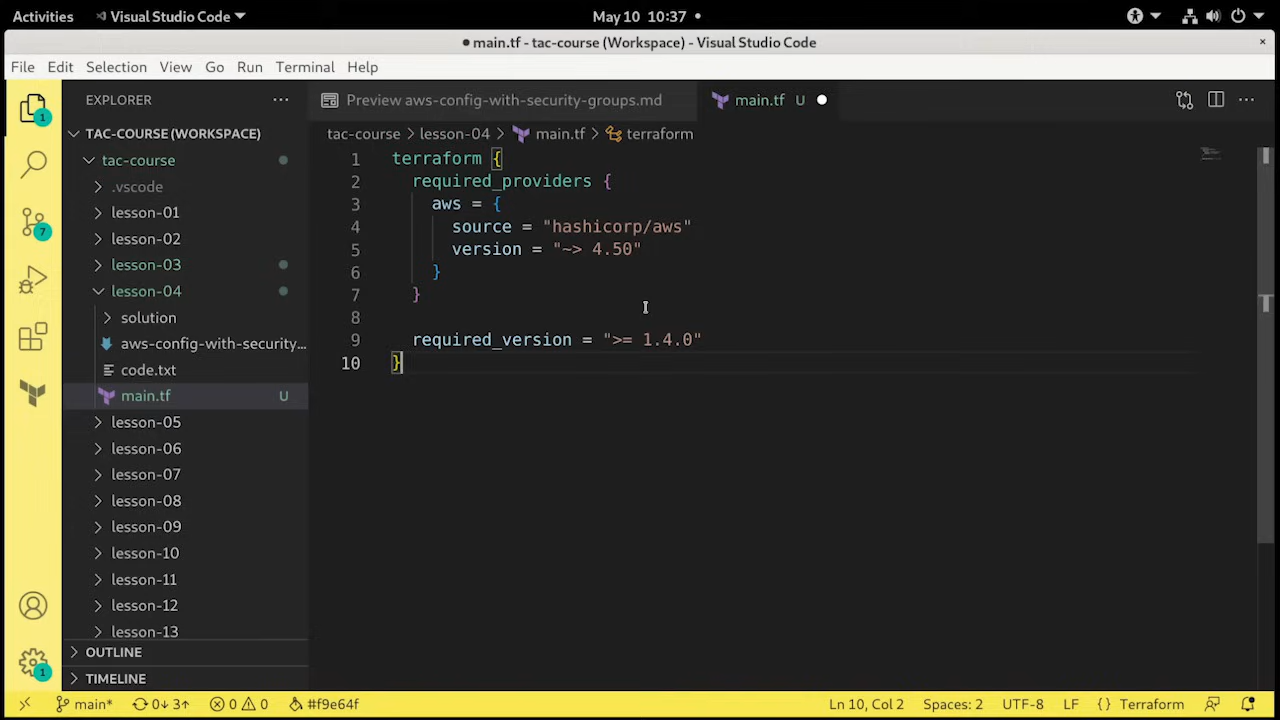 Activities Visual Studio Code May 10 10:37
main.tf - tac-course (Workspace) - Visual Studio Code ×
File Edit Selection View Go Run Terminal Help
EXPLORER ··· Preview aws-config-with-security-groups.md main.tf U ···
TAC-COURSE (WORKSPACE)
tac-course > lesson-04 > main.tf > terraform
tac-course
.vscode
lesson-01
lesson-02
lesson-03
lesson-04
solution
aws-config-with-security...
code.txt
main.tf U
lesson-05
lesson-06
lesson-07
lesson-08
lesson-09
lesson-10
lesson-11
lesson-12
lesson-13
OUTLINE
TIMELINE
1
7
1
1 terraform {
2 required_providers {
3 aws = {
4 source = "hashicorp/aws"
5 version = "~> 4.50"
6 }
7 }
8
9 required_version = ">= 1.4.0"
10 }
main* 0↓ 3↑ 0 0 #f9e64f Ln 10, Col 2 Spaces: 2 UTF-8 LF {} Terraform